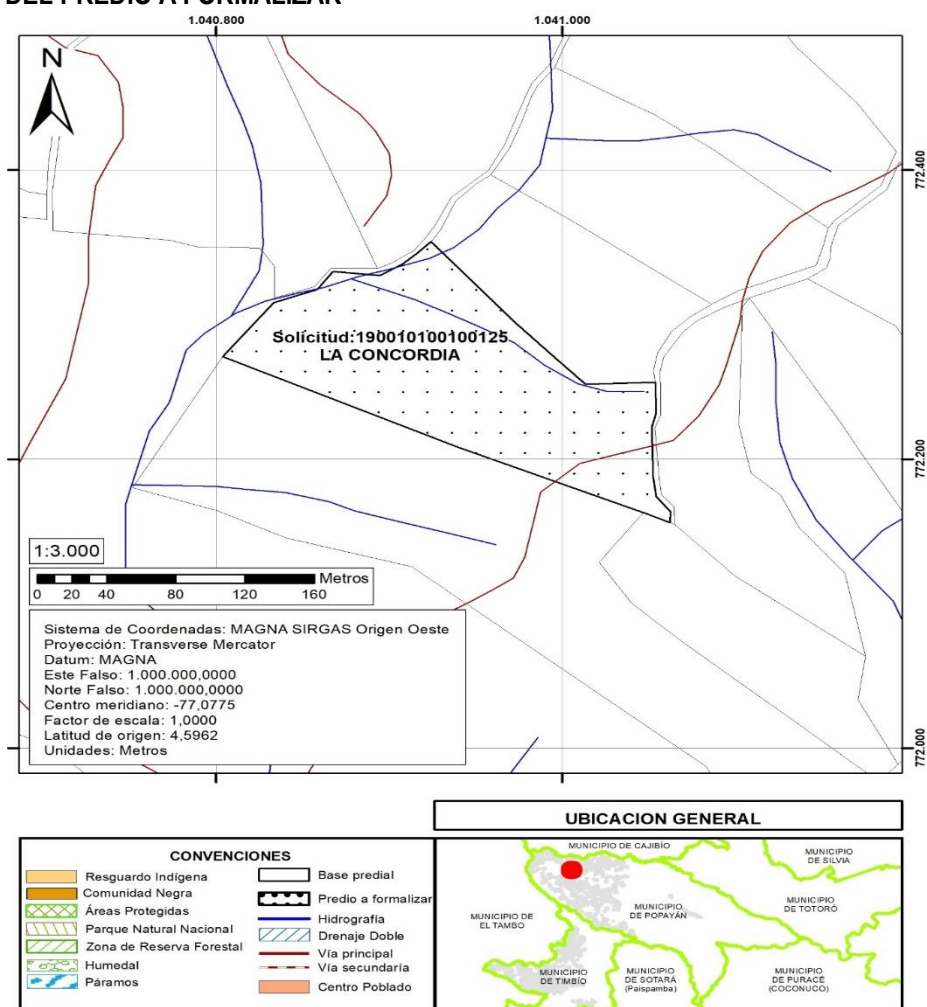 DEL PREDIO A FORMALIZAR
1.040.800
1.041.000
N
772.400
Solícitud:190010100100125
LA CONCORDIA
772.200
1:3.000
Metros
0 20 40 80 120 160
Sistema de Coordenadas: MAGNA SIRGAS Origen Oeste
Proyección: Transverse Mercator
Datum: MAGNA
Este Falso: 1.000.000,0000
Norte Falso: 1.000.000,0000
Centro meridiano: -77,0775
Factor de escala: 1,0000
Latitud de origen: 4,5962
Unidades: Metros
772.000
UBICACION GENERAL
CONVENCIONES
Resguardo Indígena
Comunidad Negra
Áreas Protegidas
Parque Natural Nacional
Zona de Reserva Forestal
Humedal
Páramos
Base predial
Predio a formalizar
Hidrografía
Drenaje Doble
Vía principal
Vía secundaría
Centro Poblado
MUNICIPIO DE CAJIBÍO
MUNICIPIO
DE SILVIA
MUNICIPIO DE
EL TAMBO
MUNICIPIO
DE POPAYÁN
MUNICIPIO
DE TOTORÓ
MUNICIPIO
DE TIMBÍO
MUNICIPIO
DE SOTARÁ
(Paispamba)
MUNICIPIO
DE PURACÉ
(COCONUCO)